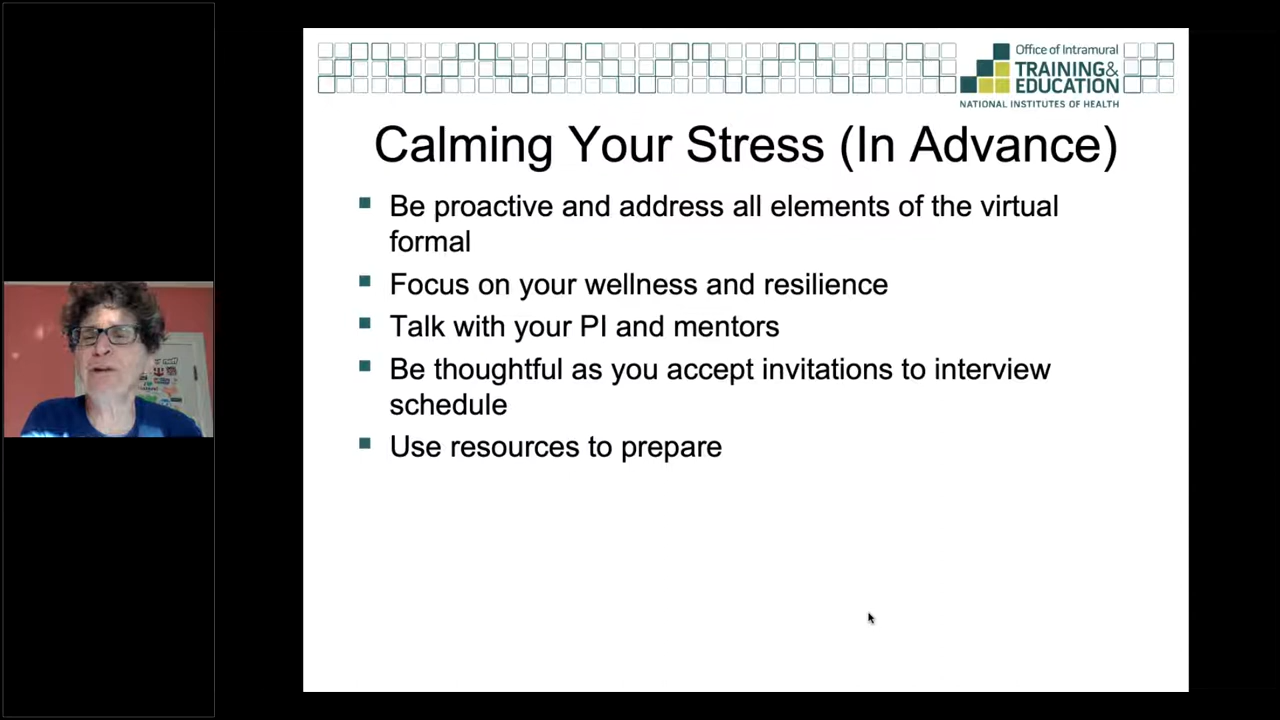 Office of Intramural
TRAINING&
EDUCATION
NATIONAL INSTITUTES OF HEALTH
Calming Your Stress (In Advance)
Be proactive and address all elements of the virtual
formal
Focus on your wellness and resilience
Talk with your PI and mentors
Be thoughtful as you accept invitations to interview
schedule
Use resources to prepare